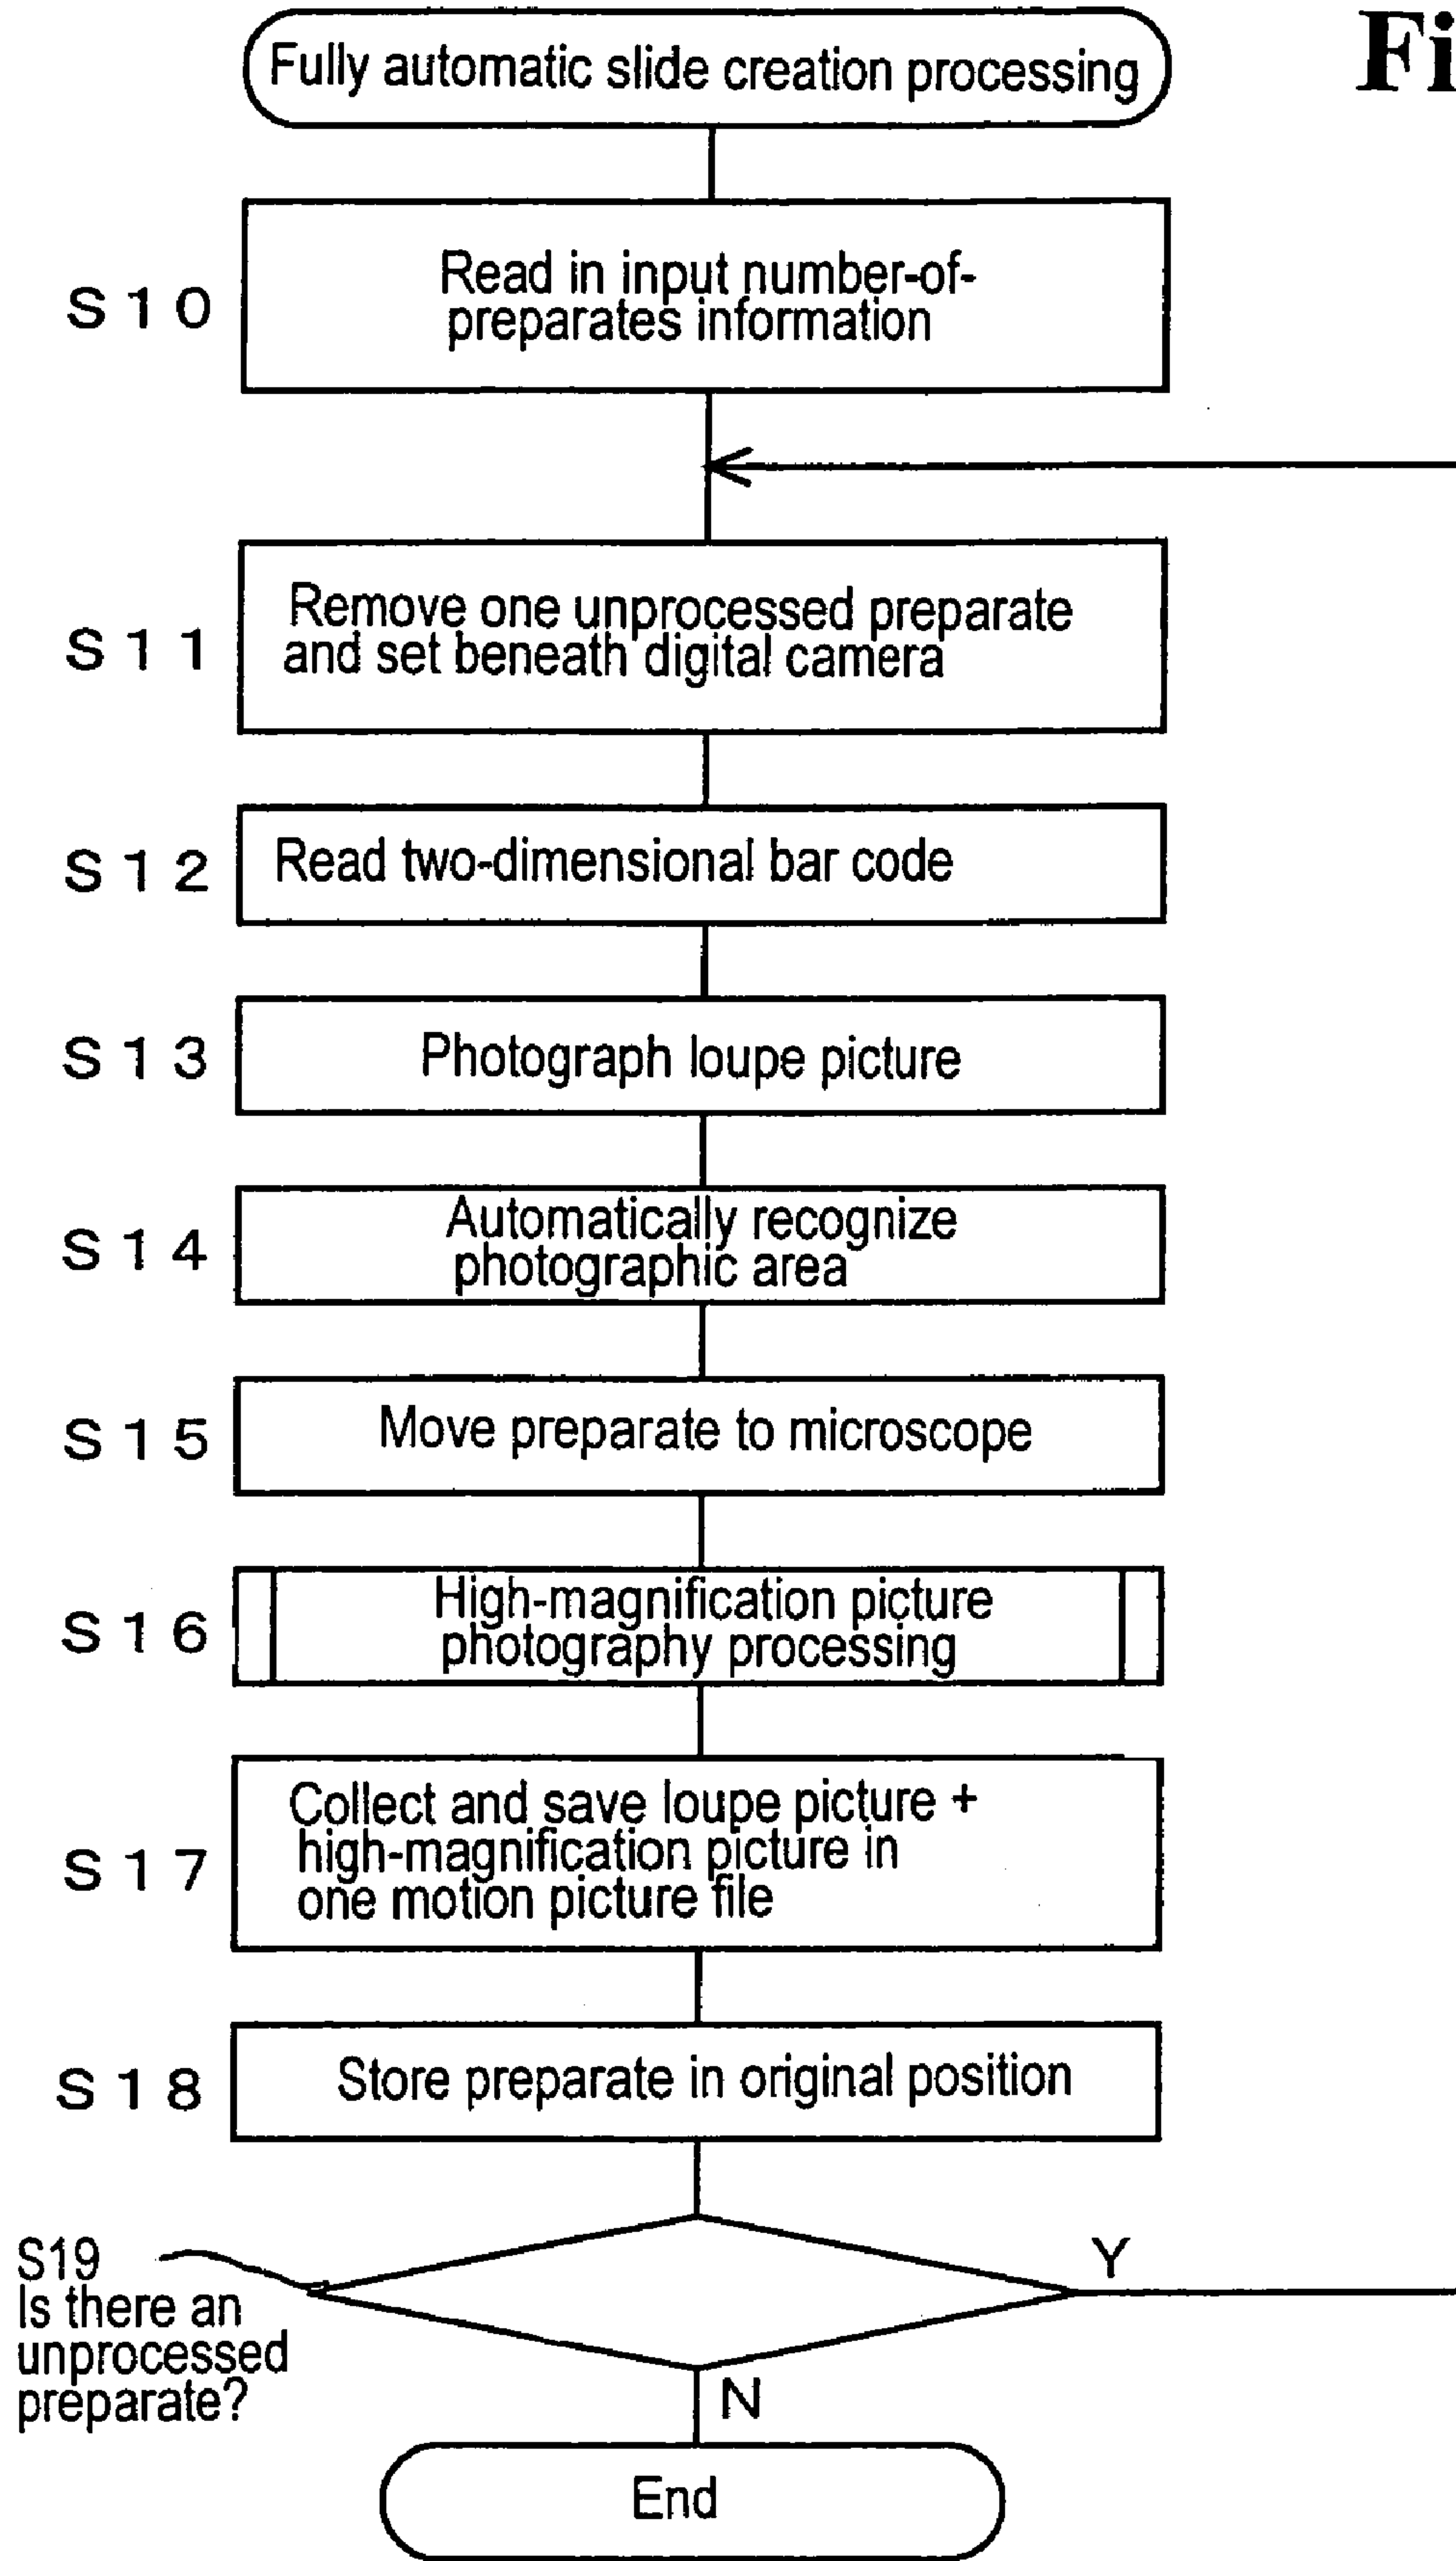 Fi
Fully automatic slide creation processing
S10
Read in input number-of-
preparates information
S11
Remove one unprocessed preparate
and set beneath digital camera
S12
Read two-dimensional bar code
S13
Photograph loupe picture
S14
Automatically recognize
photographic area
S15
Move preparate to microscope
S16
High-magnification picture
photography processing
S17
Collect and save loupe picture +
high-magnification picture in
one motion picture file
S18
Store preparate in original position
S19
Is there an
unprocessed
preparate?
Y
N
End